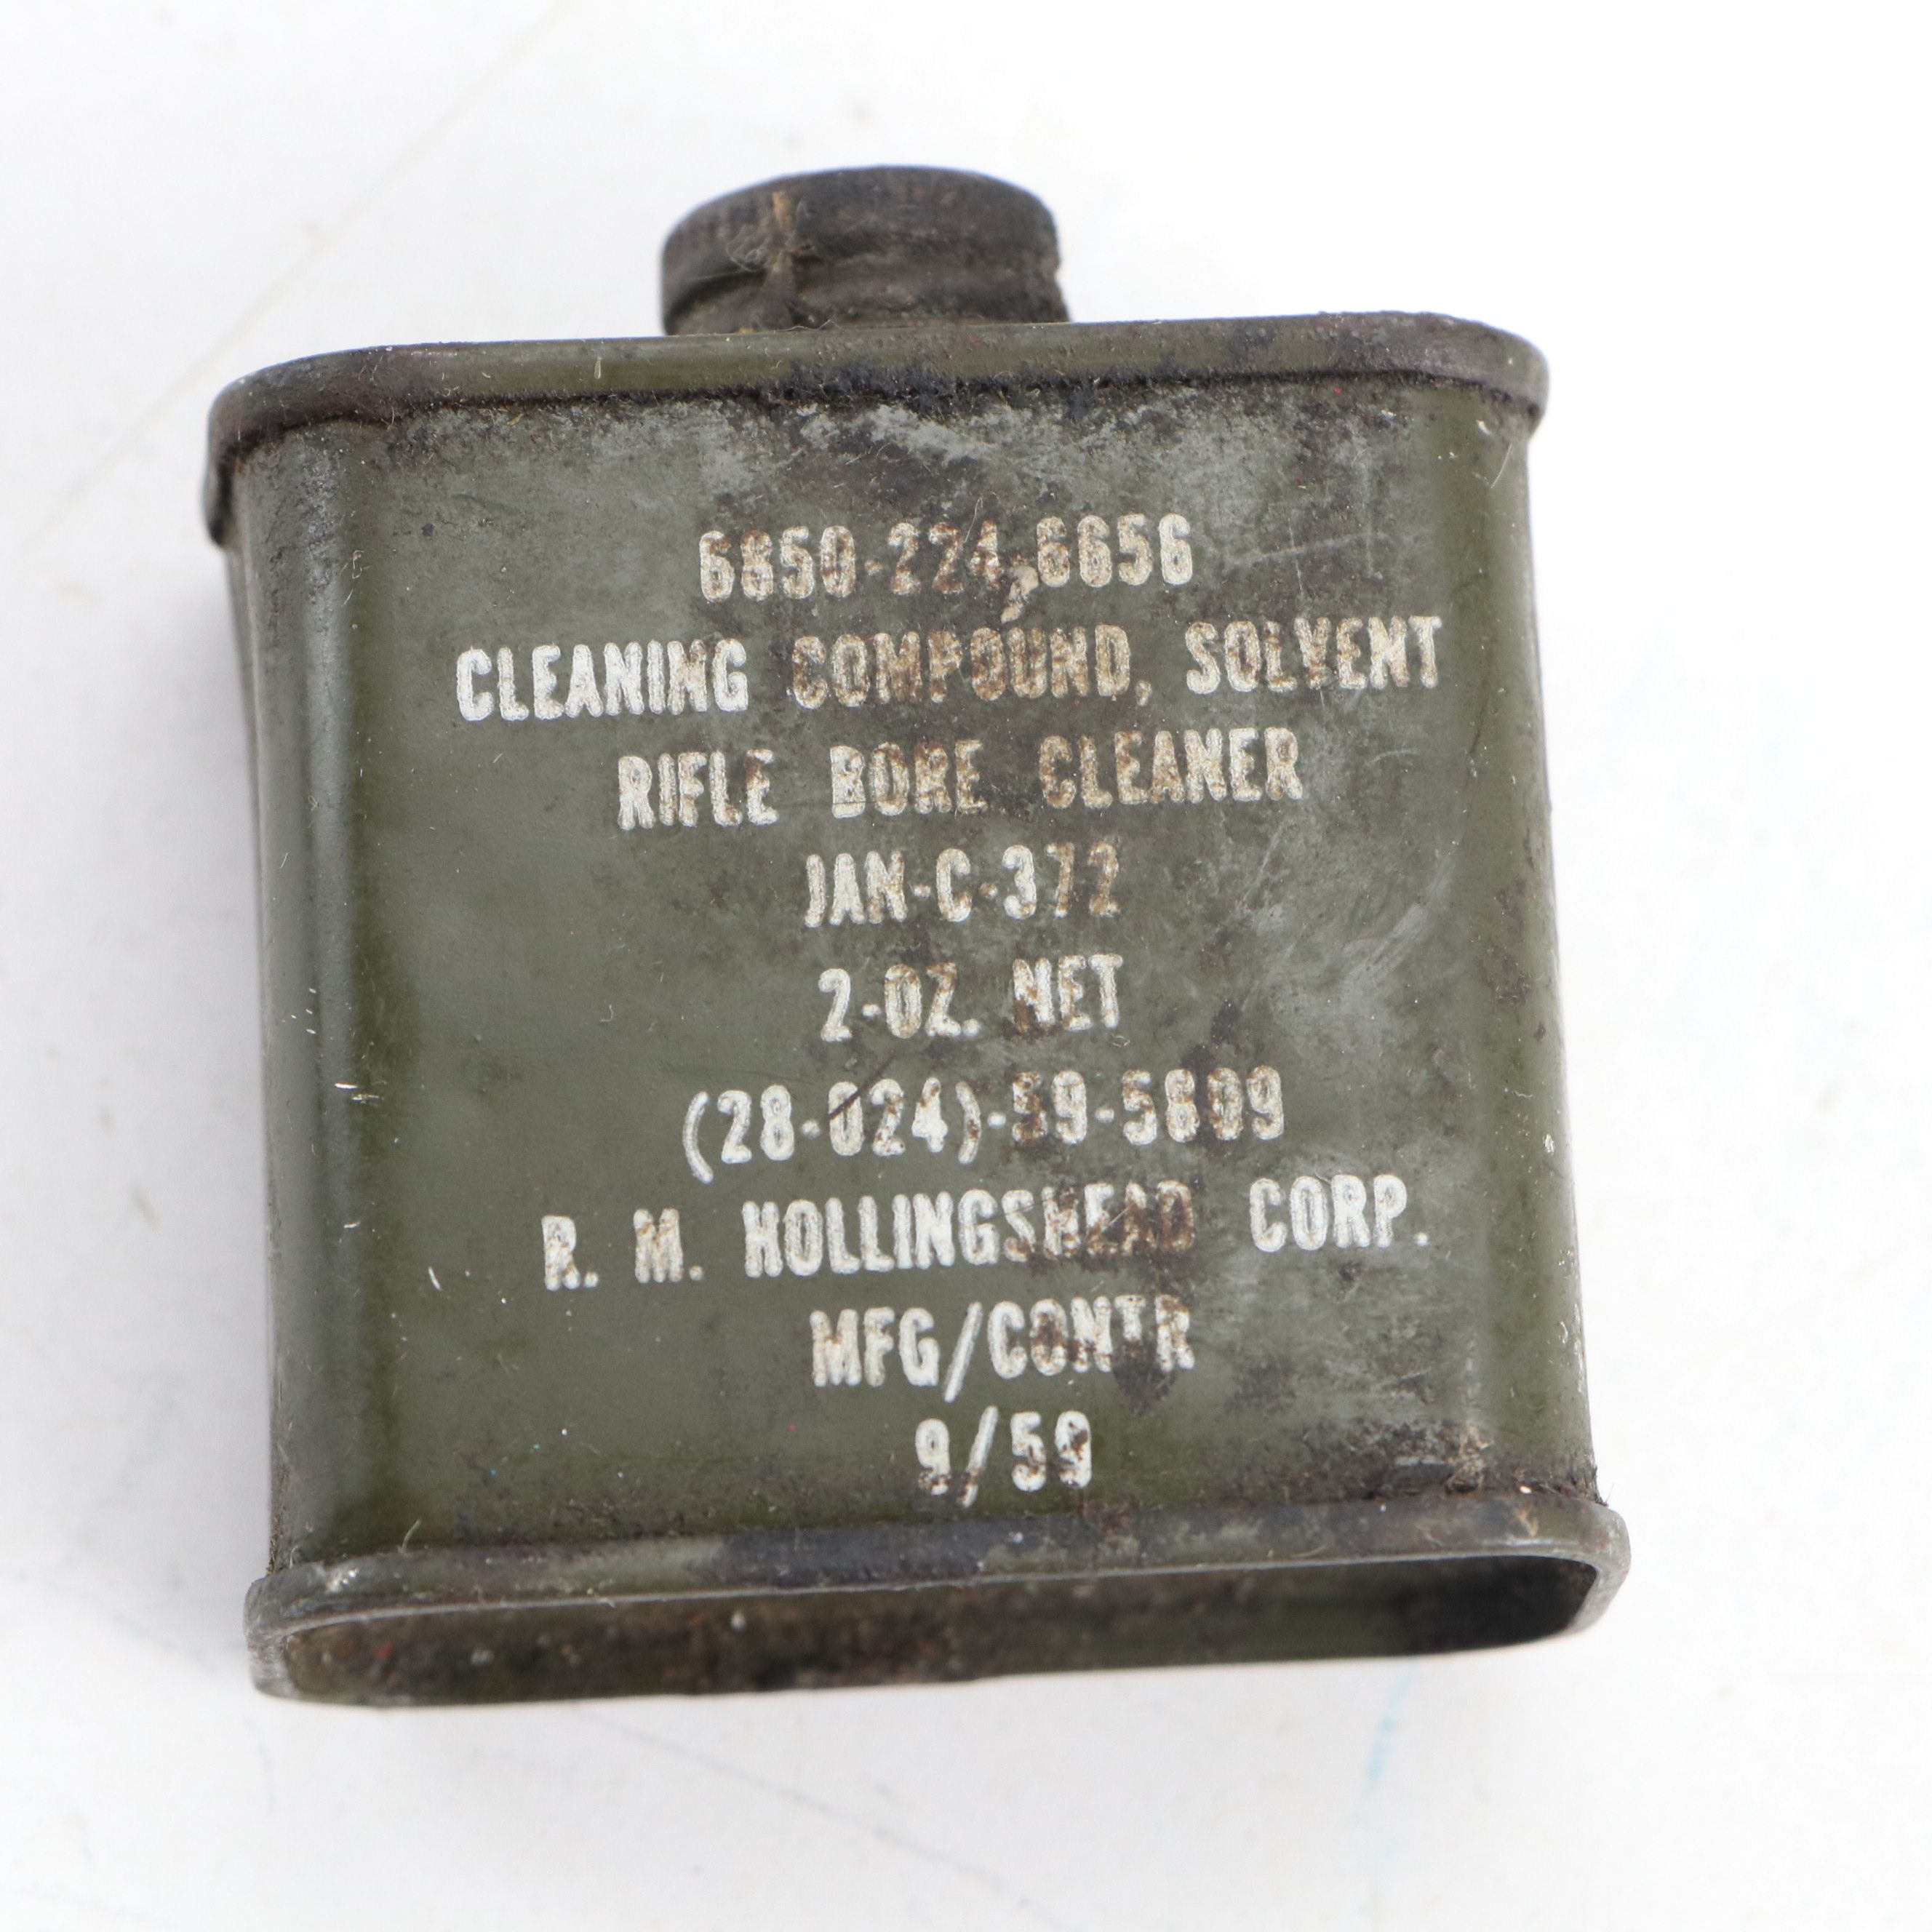 6850-224-6656
CLEANING COMPOUND, SOLVENT
RIFLE BORE CLEANER
JAN-C-372
2-OZ. NET
(28-024)-59-5809
R. M. HOLLINGSHEAD CORP.
MFG/CONTR
9/59